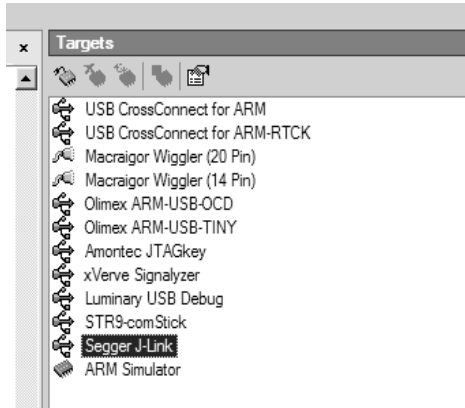 Targets
USB CrossConnect for ARM
USB CrossConnect for ARM-RTCK
Macraigor Wiggler (20 Pin)
Macraigor Wiggler (14 Pin)
Olimex ARM-USB-OCD
Olimex ARM-USB-TINY
Amontec JTAGkey
xVerve Signalyzer
Luminary USB Debug
STR9-comStick
Segger J-Link
ARM Simulator